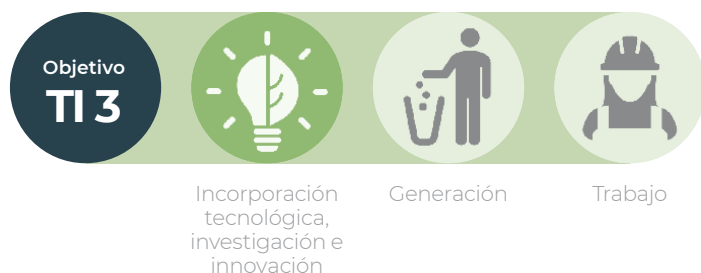 Objetivo
TI 3
Incorporación
tecnológica,
investigación e
innovación
Generación
Trabajo